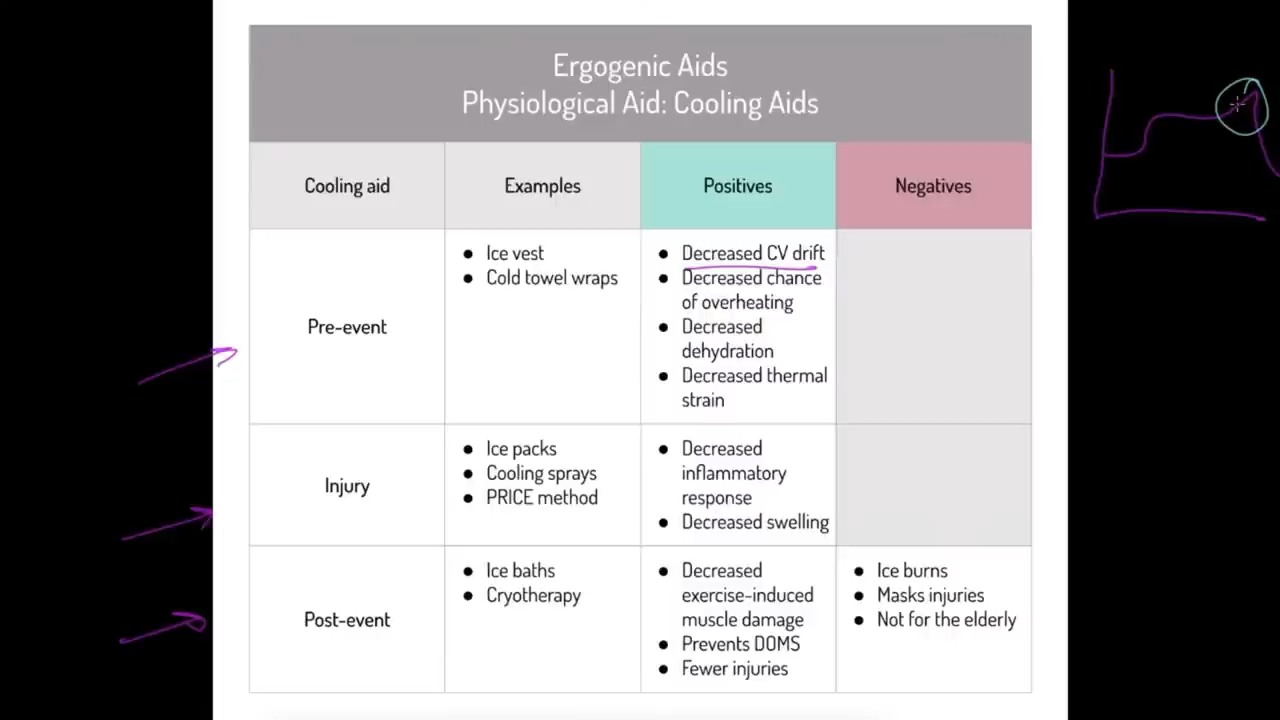 Ergogenic Aids
Physiological Aid: Cooling Aids
Cooling aid
Examples
Positives
Negatives
Pre-event
● Ice vest
● Cold towel wraps
● Decreased CV drift
● Decreased chance
of overheating
● Decreased
dehydration
● Decreased thermal
strain
Injury
● Ice packs
● Cooling sprays
● PRICE method
● Decreased
inflammatory
response
● Decreased swelling
Post-event
● Ice baths
● Cryotherapy
● Decreased
exercise-induced
muscle damage
● Prevents DOMS
● Fewer injuries
● Ice burns
● Masks injuries
● Not for the elderly